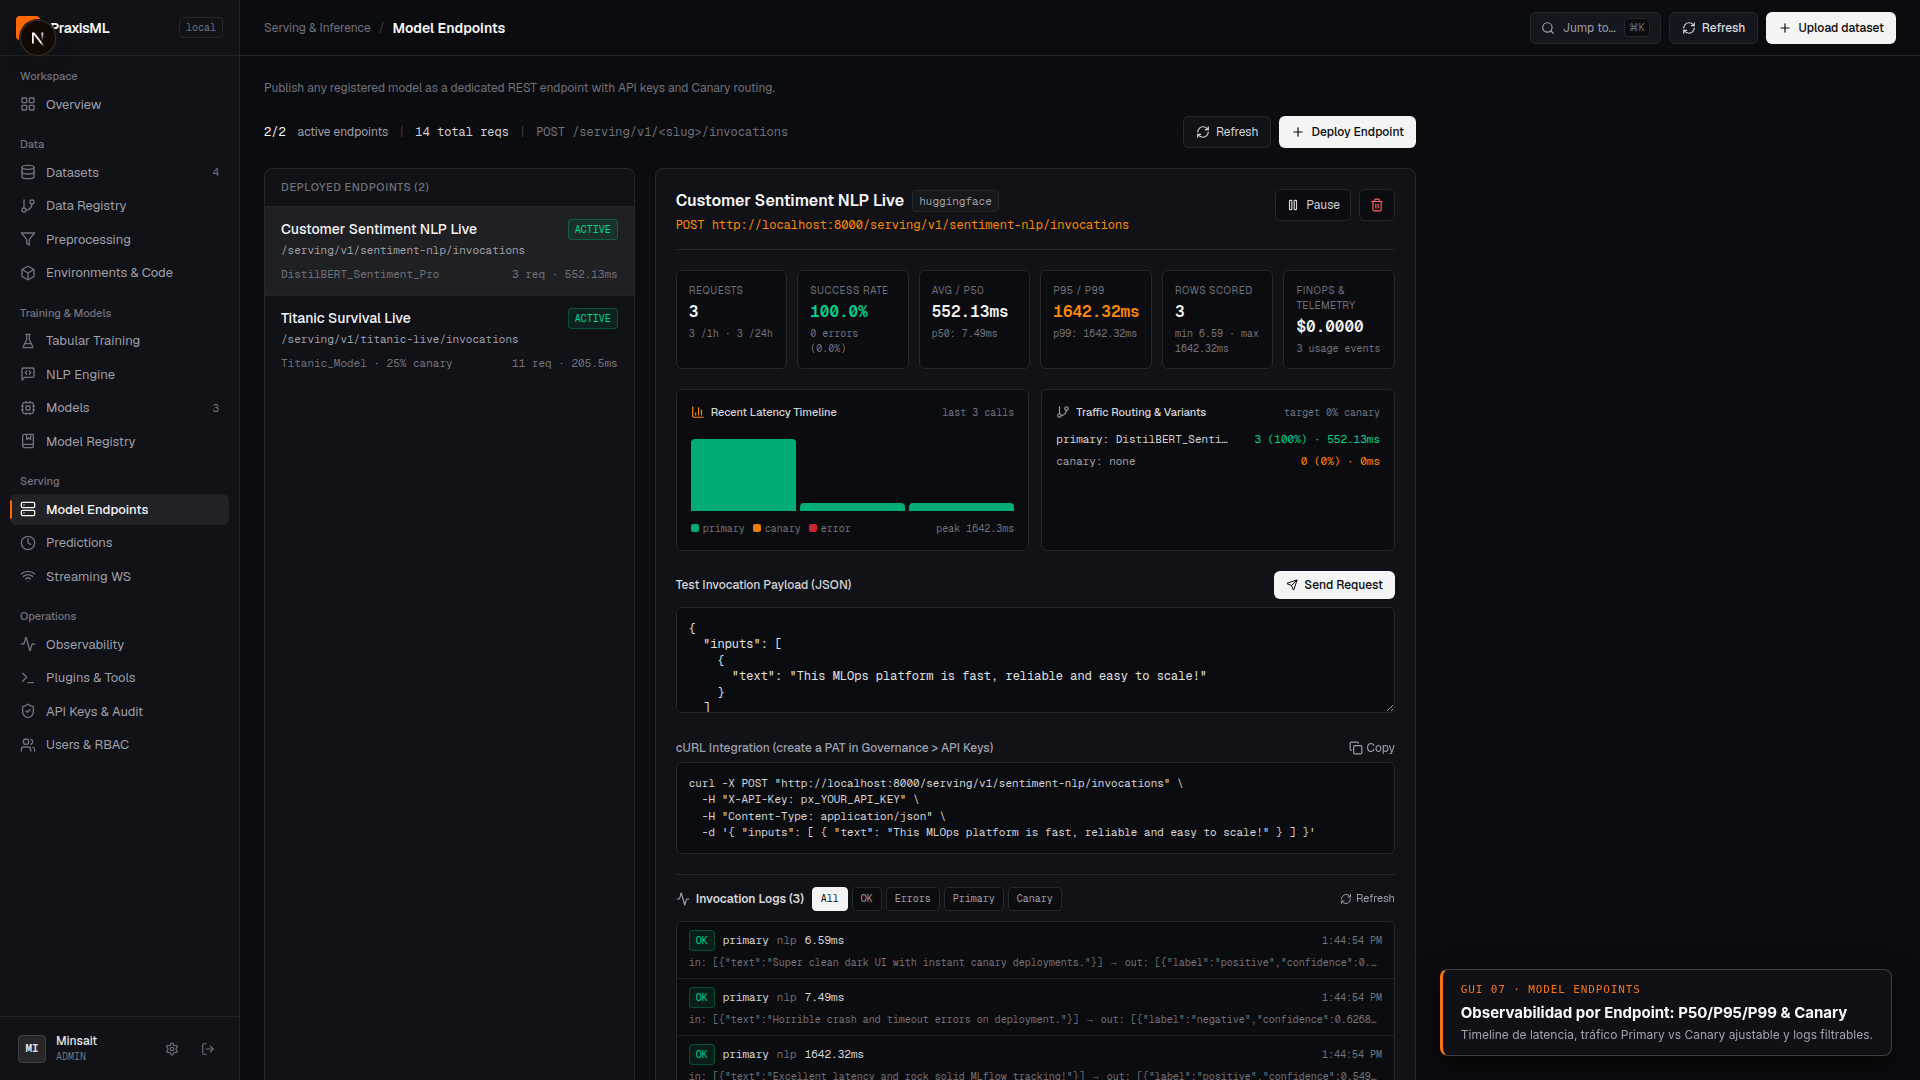 PraxisML
local
N
Workspace
Overview
Data
Datasets 4
Data Registry
Preprocessing
Environments & Code
Training & Models
Tabular Training
NLP Engine
Models 3
Model Registry
Serving
Model Endpoints
Predictions
Streaming WS
Operations
Observability
Plugins & Tools
API Keys & Audit
Users & RBAC
MI
Minsait
ADMIN
Serving & Inference / Model Endpoints
Jump to... ⌘K
Refresh
Upload dataset
Publish any registered model as a dedicated REST endpoint with API keys and Canary routing.
2/2 active endpoints | 14 total reqs | POST /serving/v1/<slug>/invocations
Refresh
Deploy Endpoint
DEPLOYED ENDPOINTS (2)
Customer Sentiment NLP Live ACTIVE
/serving/v1/sentiment-nlp/invocations
DistilBERT_Sentiment_Pro 3 req · 552.13ms
Titanic Survival Live ACTIVE
/serving/v1/titanic-live/invocations
Titanic_Model · 25% canary 11 req · 205.5ms
Customer Sentiment NLP Live huggingface
POST http://localhost:8000/serving/v1/sentiment-nlp/invocations
Pause
REQUESTS
3
3 /1h · 3 /24h
SUCCESS RATE
100.0%
0 errors
(0.0%)
AVG / P50
552.13ms
p50: 7.49ms
P95 / P99
1642.32ms
p99: 1642.32ms
ROWS SCORED
3
min 6.59 · max
1642.32ms
FINOPS &
TELEMETRY
$0.0000
3 usage events
Recent Latency Timeline last 3 calls
primary canary error peak 1642.3ms
Traffic Routing & Variants target 0% canary
primary: DistilBERT_Senti… 3 (100%) · 552.13ms
canary: none 0 (0%) · 0ms
Test Invocation Payload (JSON)
Send Request
{
"inputs": [
{
"text": "This MLOps platform is fast, reliable and easy to scale!"
}
]
cURL Integration (create a PAT in Governance > API Keys) Copy
curl -X POST "http://localhost:8000/serving/v1/sentiment-nlp/invocations" \
-H "X-API-Key: px_YOUR_API_KEY" \
-H "Content-Type: application/json" \
-d '{ "inputs": [ { "text": "This MLOps platform is fast, reliable and easy to scale!" } ] }'
Invocation Logs (3) All OK Errors Primary Canary Refresh
OK primary nlp 6.59ms 1:44:54 PM
in: [{"text":"Super clean dark UI with instant canary deployments."}] → out: [{"label":"positive","confidence":0.…
OK primary nlp 7.49ms 1:44:54 PM
in: [{"text":"Horrible crash and timeout errors on deployment."}] → out: [{"label":"negative","confidence":0.6268…
OK primary nlp 1642.32ms 1:44:54 PM
in: [{"text":"Excellent latency and rock solid MLflow tracking!"}] → out: [{"label":"positive","confidence":0.549…
GUI 07 · MODEL ENDPOINTS
Observabilidad por Endpoint: P50/P95/P99 & Canary
Timeline de latencia, tráfico Primary vs Canary ajustable y logs filtrables.